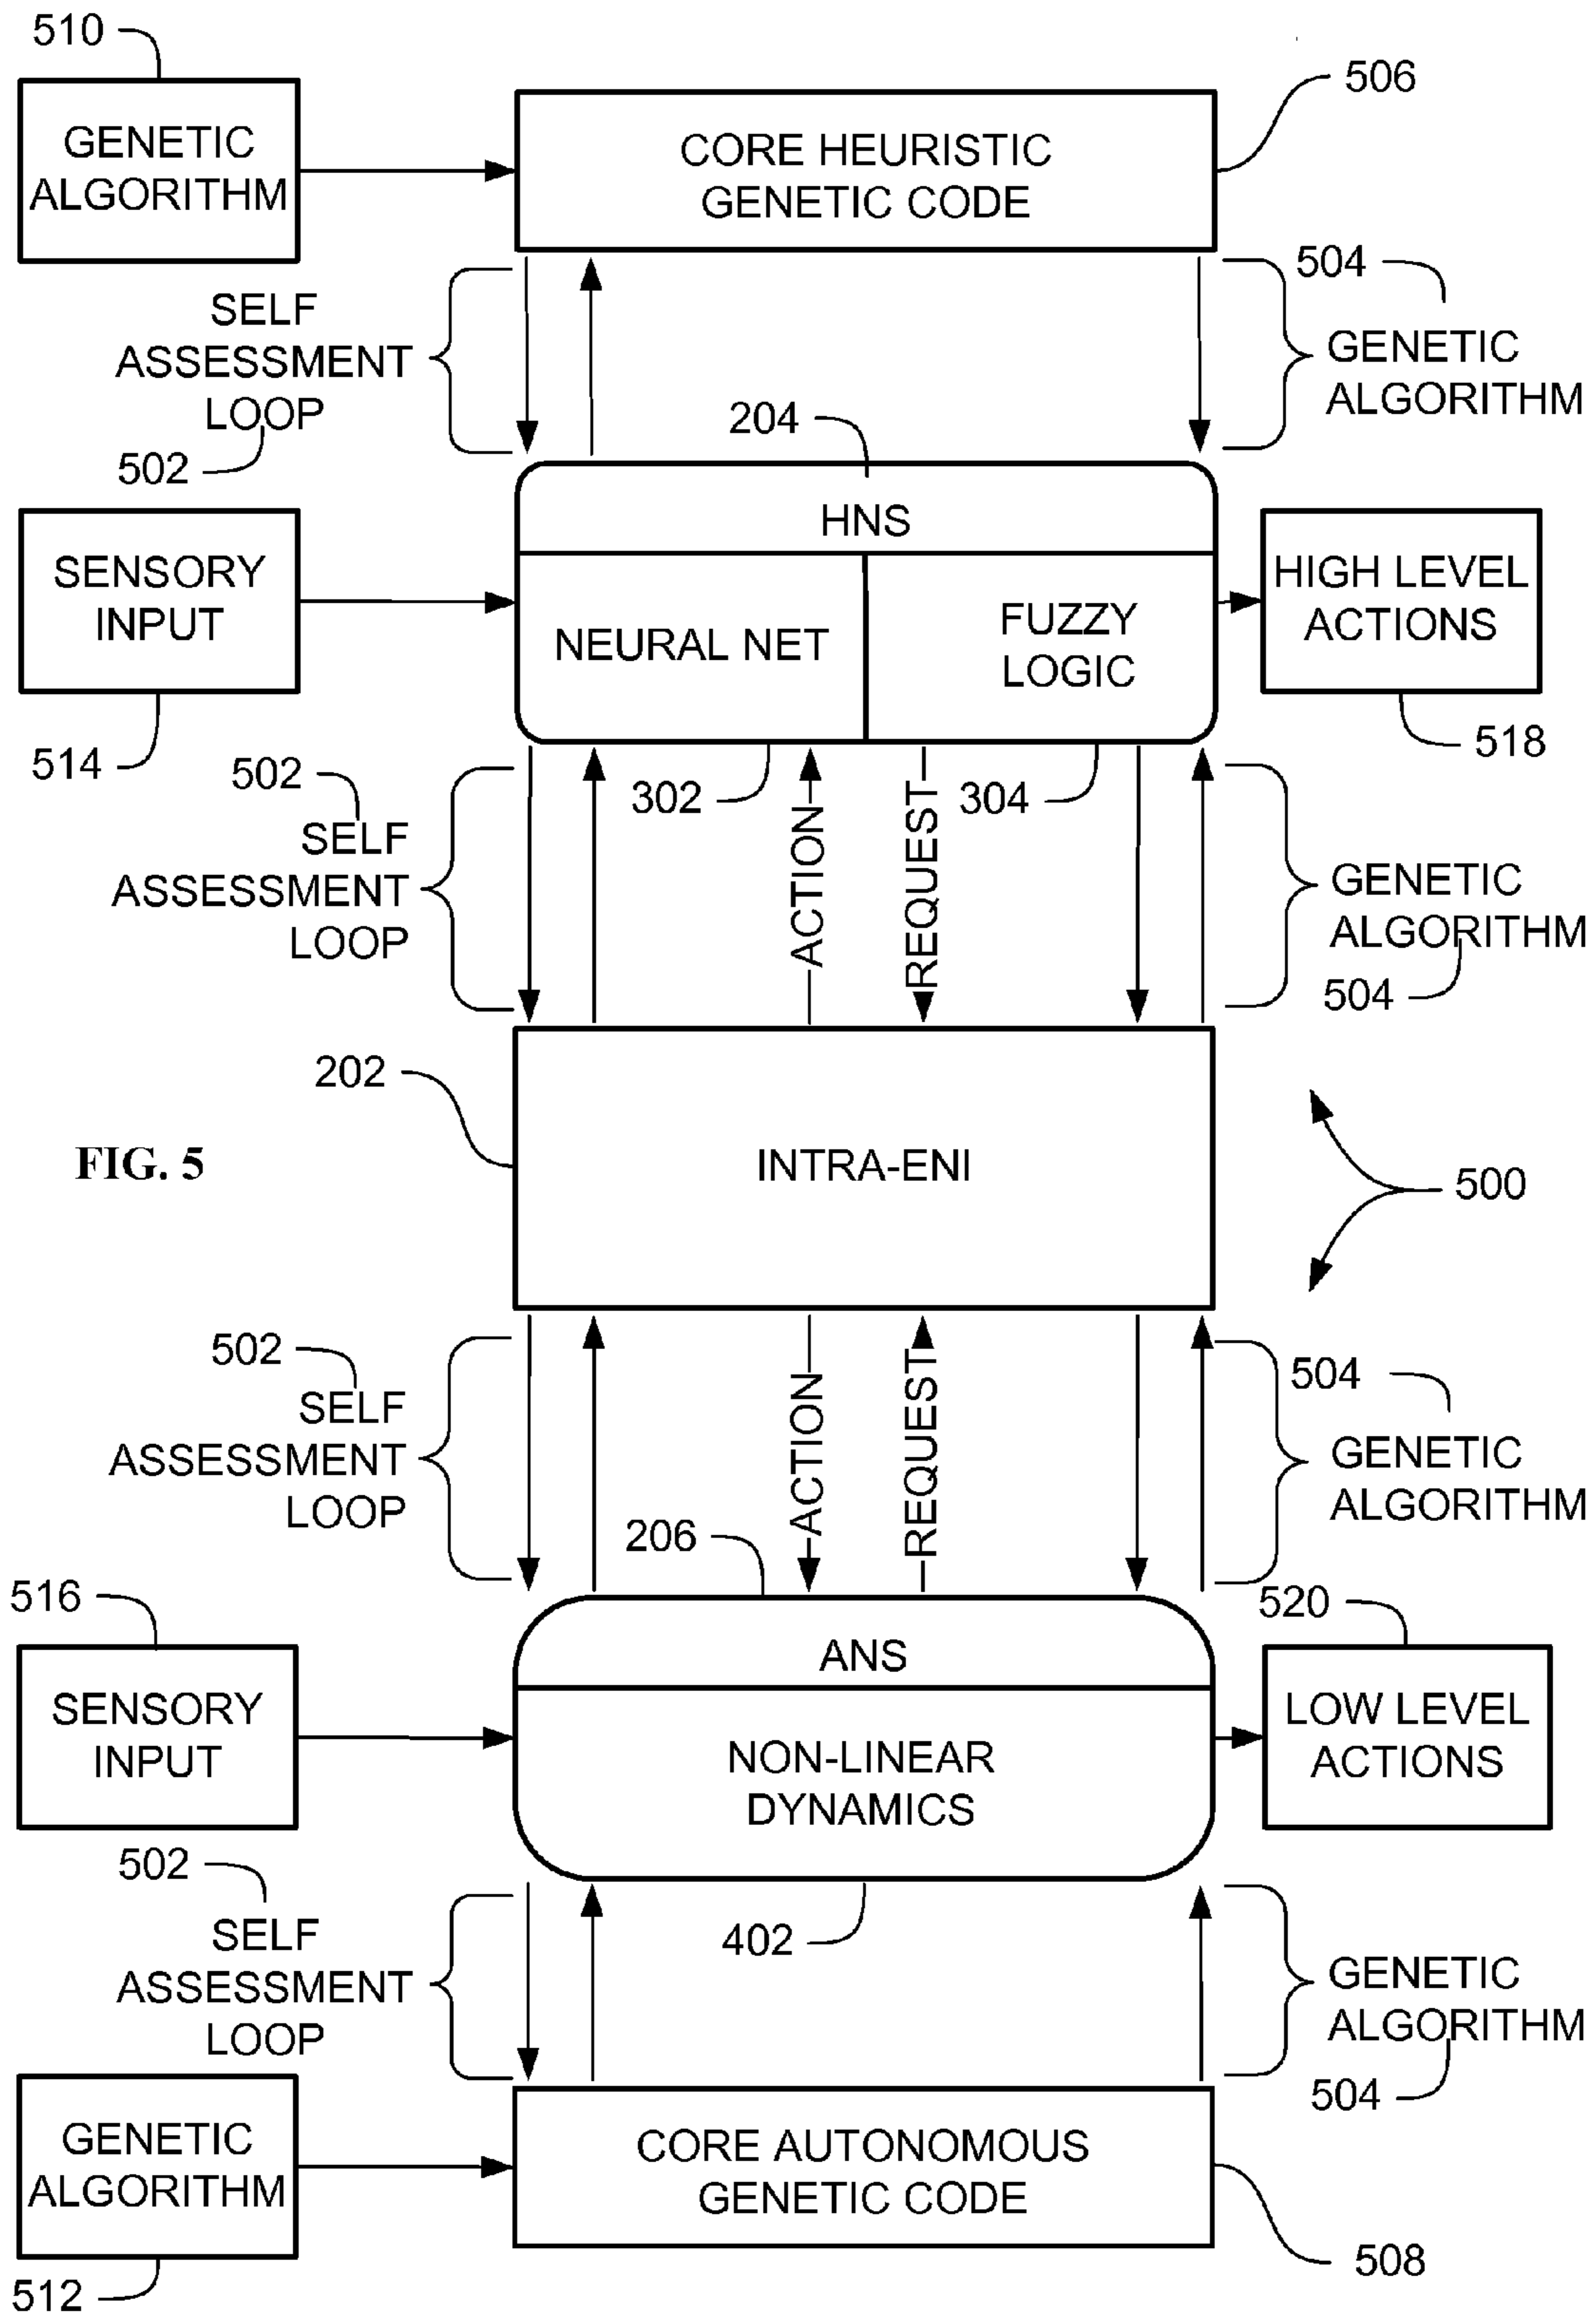 510
GENETIC
ALGORITHM
CORE HEURISTIC
GENETIC CODE
506
SELF
ASSESSMENT
LOOP
502
504
GENETIC
ALGORITHM
204
HNS
NEURAL NET
FUZZY
LOGIC
SENSORY
INPUT
514
HIGH LEVEL
ACTIONS
518
302
304
502
SELF
ASSESSMENT
LOOP
ACTION
REQUEST
GENETIC
ALGORITHM
504
202
INTRA-ENI
FIG. 5
500
502
SELF
ASSESSMENT
LOOP
ACTION
REQUEST
504
GENETIC
ALGORITHM
206
ANS
NON-LINEAR
DYNAMICS
516
SENSORY
INPUT
520
LOW LEVEL
ACTIONS
402
502
SELF
ASSESSMENT
LOOP
GENETIC
ALGORITHM
504
GENETIC
ALGORITHM
512
CORE AUTONOMOUS
GENETIC CODE
508